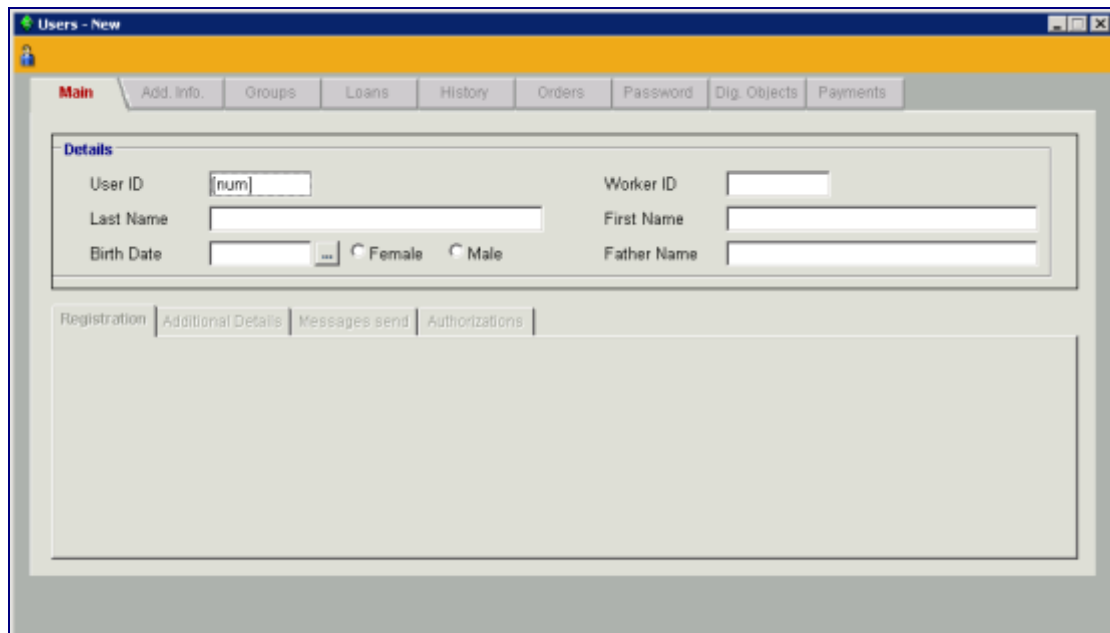 Users - New
Main Add. Info. Groups Loans History Orders Password Dig. Objects Payments
Details
User ID [num] Worker ID
Last Name First Name
Birth Date ... Female Male Father Name
Registration Additional Details Messages send Authorizations